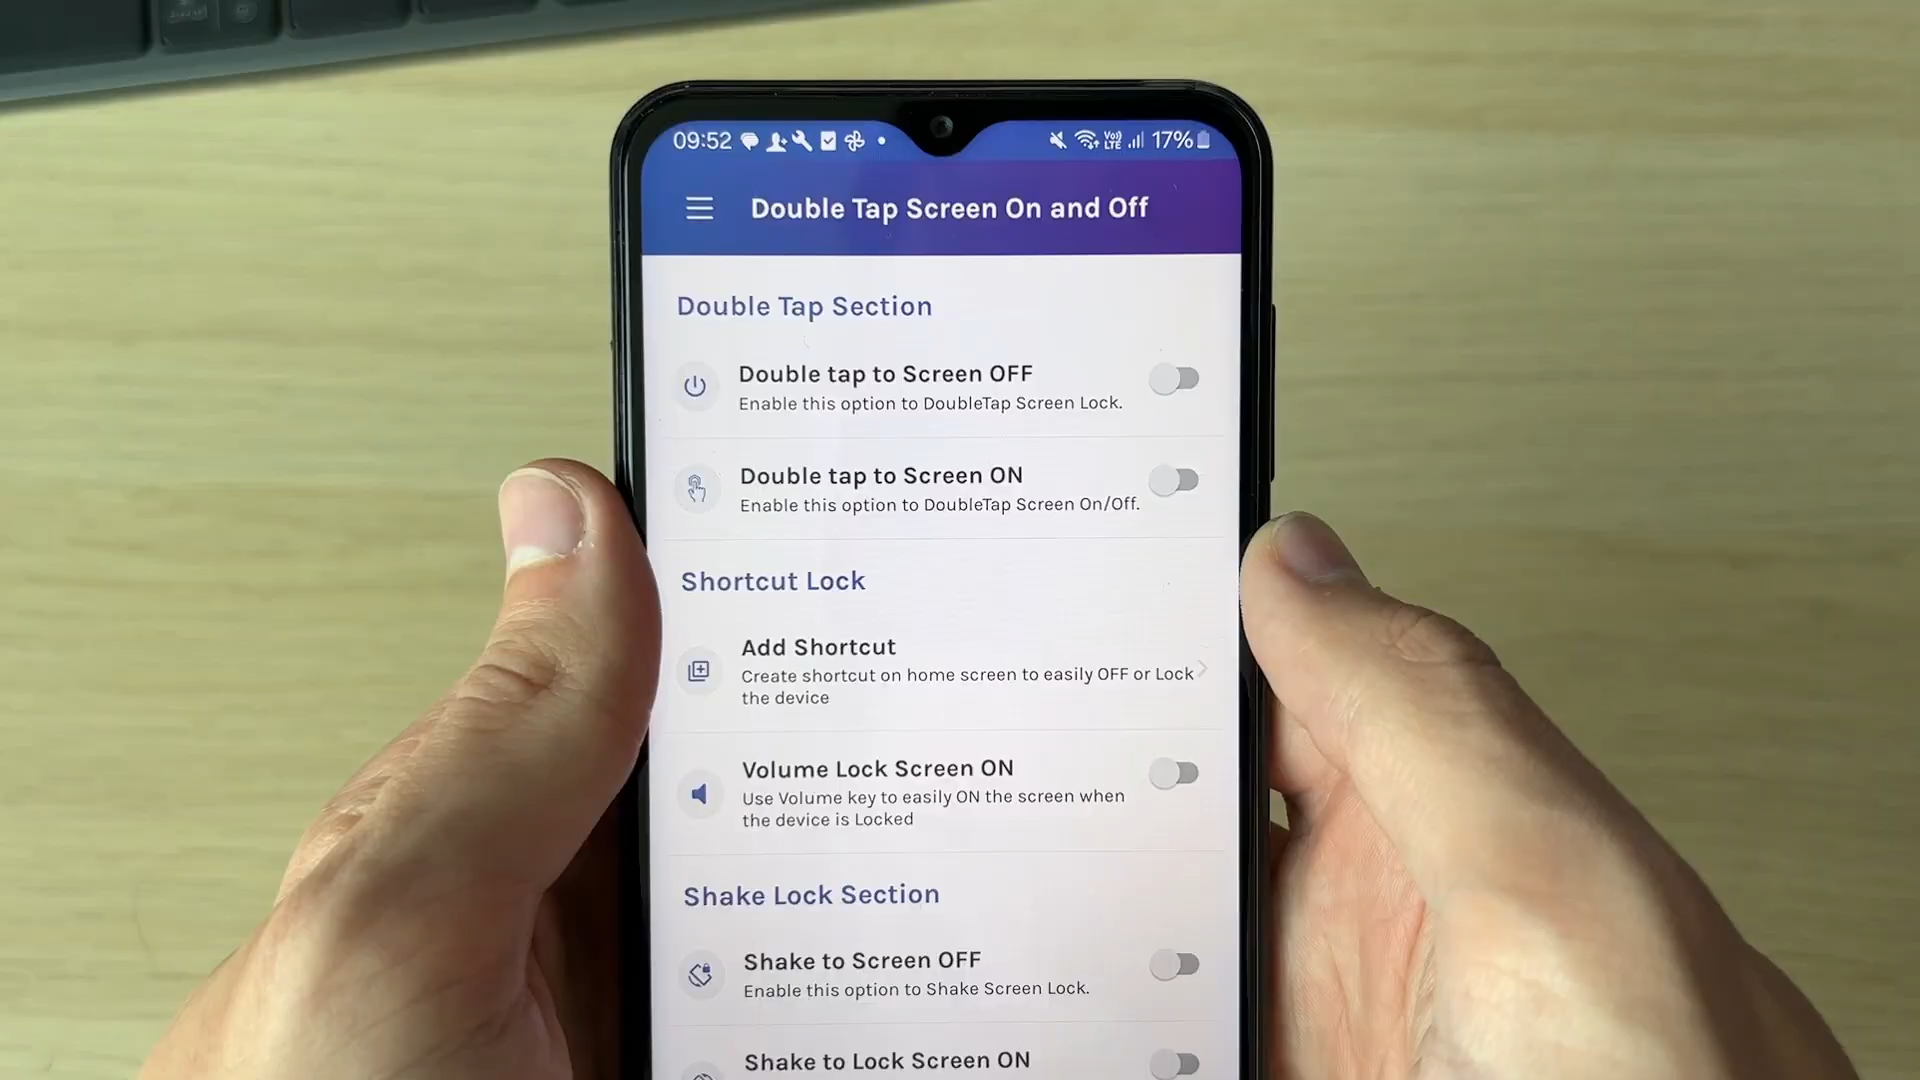 09:52 17%
Vo))
LTE
Double Tap Screen On and Off
Double Tap Section
Double tap to Screen OFF
Enable this option to DoubleTap Screen Lock.
Double tap to Screen ON
Enable this option to DoubleTap Screen On/Off.
Shortcut Lock
Add Shortcut
Create shortcut on home screen to easily OFF or Lock
the device
Volume Lock Screen ON
Use Volume key to easily ON the screen when
the device is Locked
Shake Lock Section
Shake to Screen OFF
Enable this option to Shake Screen Lock.
Shake to Lock Screen ON